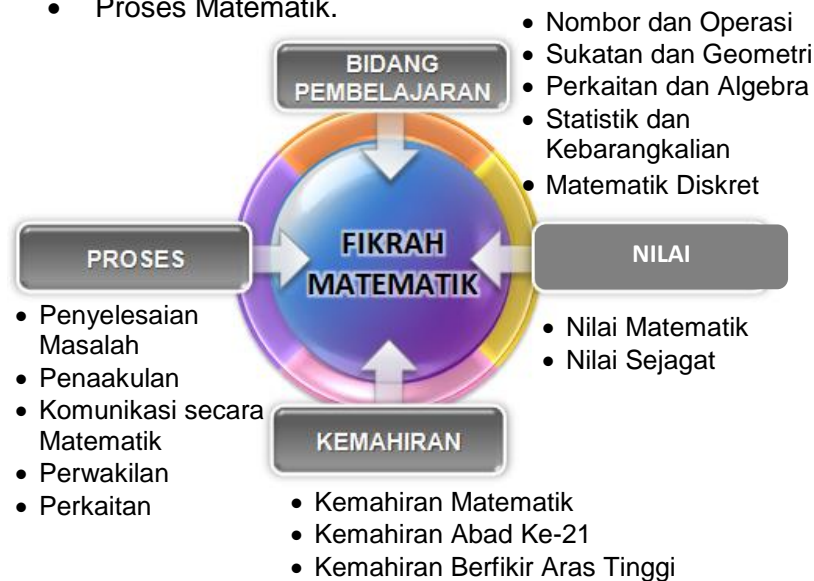 • Proses Matematik.
BIDANG
PEMBELAJARAN
• Nombor dan Operasi
• Sukatan dan Geometri
• Perkaitan dan Algebra
• Statistik dan
Kebarangkalian
• Matematik Diskret
PROSES
FIKRAH
MATEMATIK
NILAI
• Penyelesaian
Masalah
• Penaakulan
• Komunikasi secara
Matematik
• Perwakilan
• Perkaitan
• Nilai Matematik
• Nilai Sejagat
KEMAHIRAN
• Kemahiran Matematik
• Kemahiran Abad Ke-21
• Kemahiran Berfikir Aras Tinggi